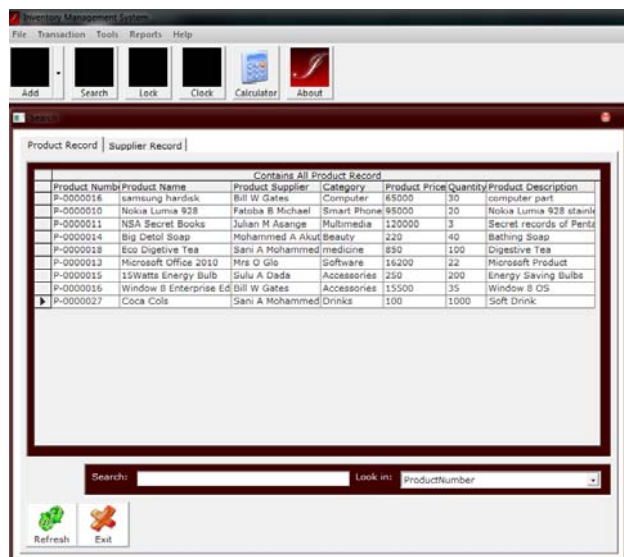 Inventory Management System
File Transaction Tools Reports Help
Add Search Lock Clock Calculator About
Search
Product Record Supplier Record
Contains All Product Record
Product Numb Product Name Product Supplier Category Product Price Quantity Product Description
P-0000016 samsung hardisk Bill W Gates Computer 65000 30 computer part
P-0000010 Nokia Lumia 928 Fatoba B Michael Smart Phone 95000 20 Nokia Lumia 928 stainle
P-0000011 NSA Secret Books Julian M Asange Multimedia 120000 3 Secret records of Penta
P-0000014 Big Detol Soap Mohammed A Akut Beauty 220 40 Bathing Soap
P-0000018 Eco Digetive Tea Sani A Mohammed medicine 850 100 Digestive Tea
P-0000013 Microsoft Office 2010 Mrs O Glo Software 16200 22 Microsoft Product
P-0000015 15Watts Energy Bulb Sulu A Dada Accessories 250 200 Energy Saving Bulbs
P-0000016 Window 8 Enterprise Ed Bill W Gates Accessories 15500 35 Window 8 OS
P-0000027 Coca Cols Sani A Mohammed Drinks 100 1000 Soft Drink
Search: Look in: ProductNumber
Refresh Exit